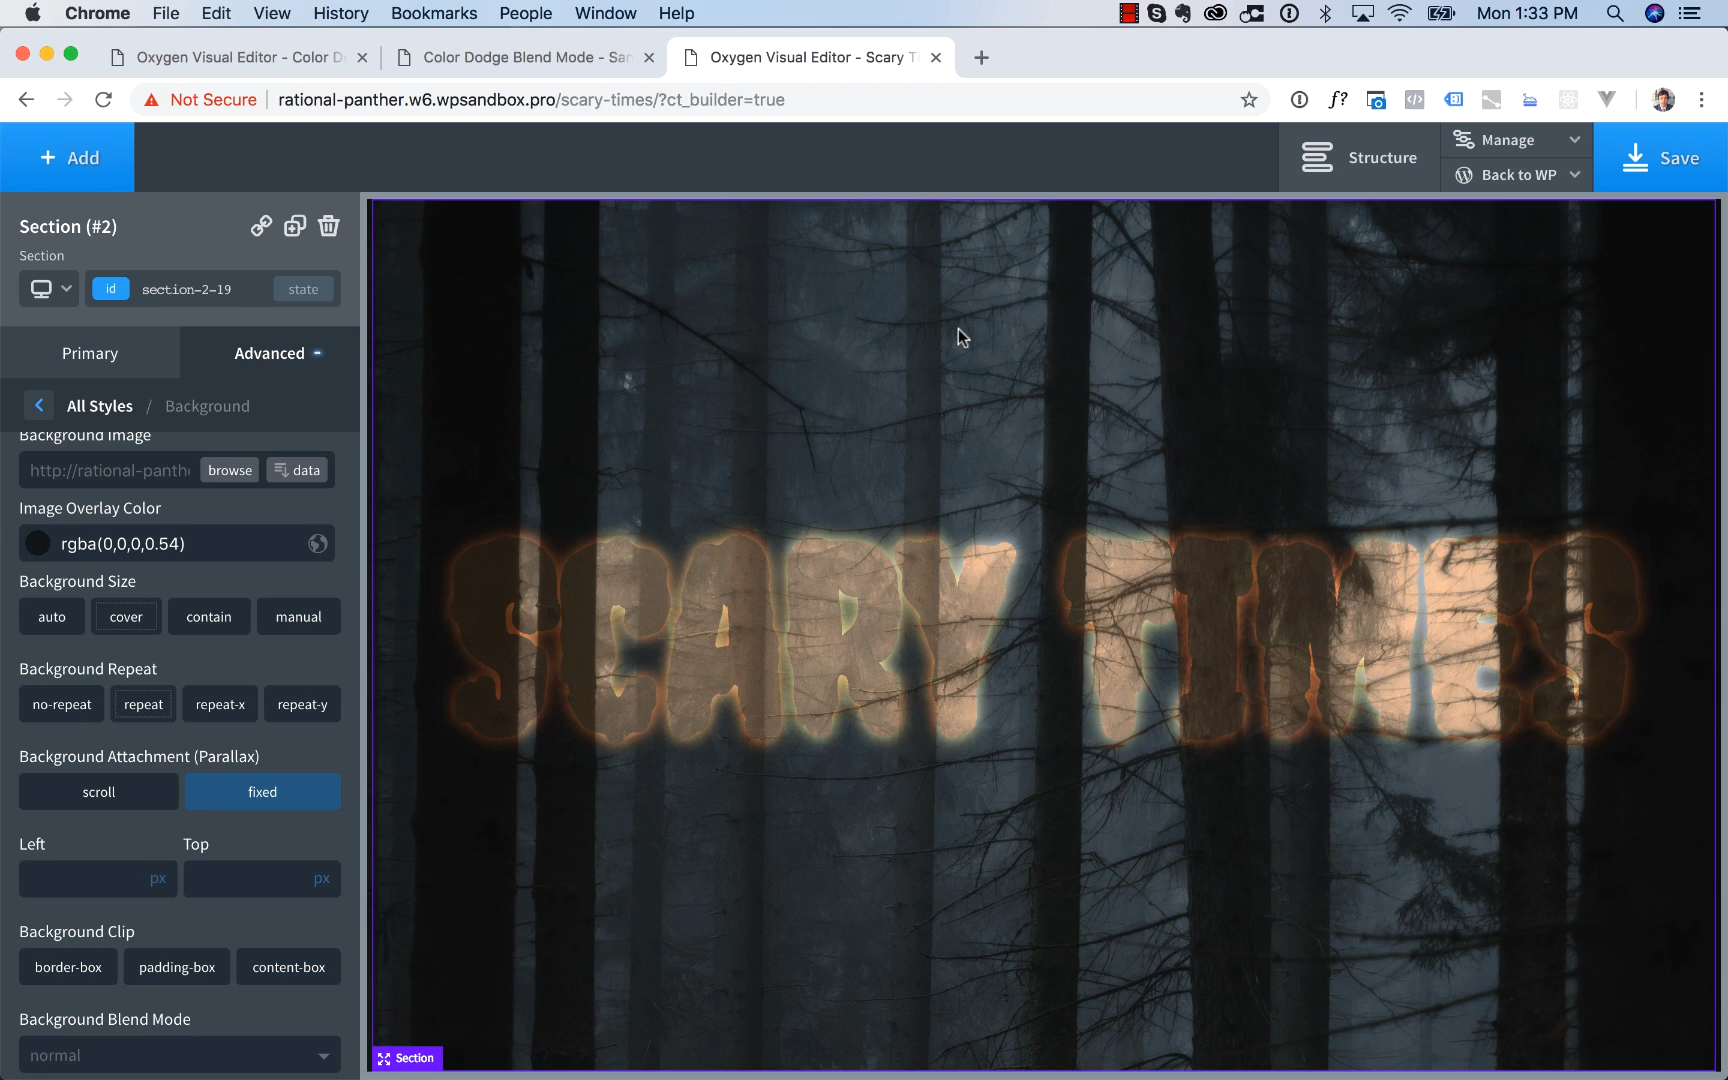 Chrome File Edit View History Bookmarks People Window Help Mon 1:33 PM
Oxygen Visual Editor - Color D
Color Dodge Blend Mode - San
Oxygen Visual Editor - Scary Ti
Not Secure rational-panther.w6.wpsandbox.pro/scary-times/?ct_builder=true
f?
+ Add
Structure
Manage
Back to WP
Save
Section (#2)
Section
id section-2-19 state
Primary Advanced
All Styles / Background
Background Image
http://rational-panthe browse data
Image Overlay Color
rgba(0,0,0,0.54)
Background Size
auto cover contain manual
Background Repeat
no-repeat repeat repeat-x repeat-y
Background Attachment (Parallax)
scroll fixed
Left Top
px px
Background Clip
border-box padding-box content-box
Background Blend Mode
normal
SCARY TIMES
Section